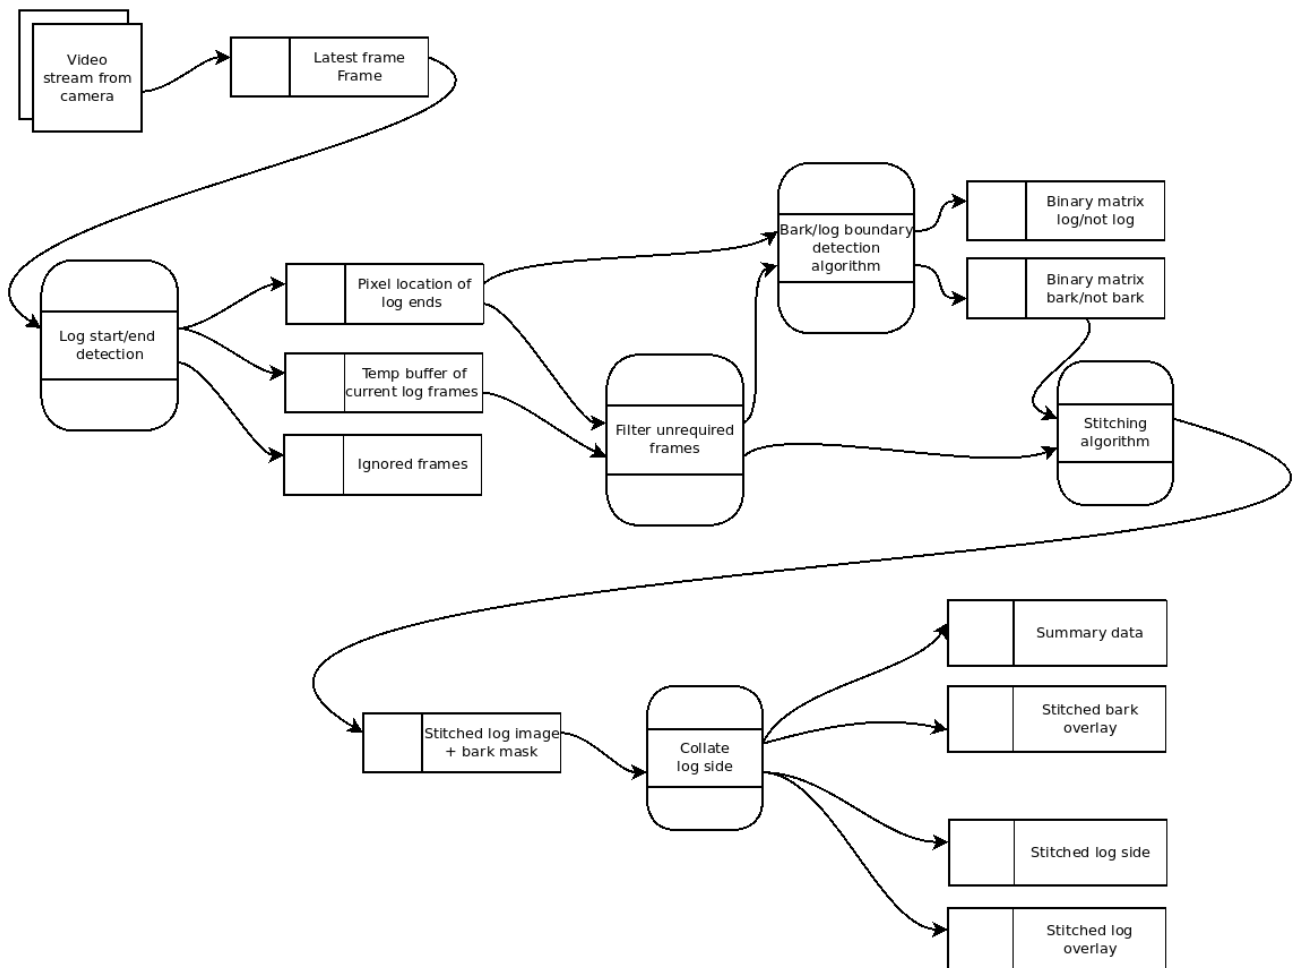 Video
stream from
camera
Latest frame
Frame
Log start/end
detection
Pixel location of
log ends
Temp buffer of
current log frames
Ignored frames
Filter unrequired
frames
Bark/log boundary
detection
algorithm
Binary matrix
log/not log
Binary matrix
bark/not bark
Stitching
algorithm
Stitched log image
+ bark mask
Collate
log side
Summary data
Stitched bark
overlay
Stitched log side
Stitched log
overlay